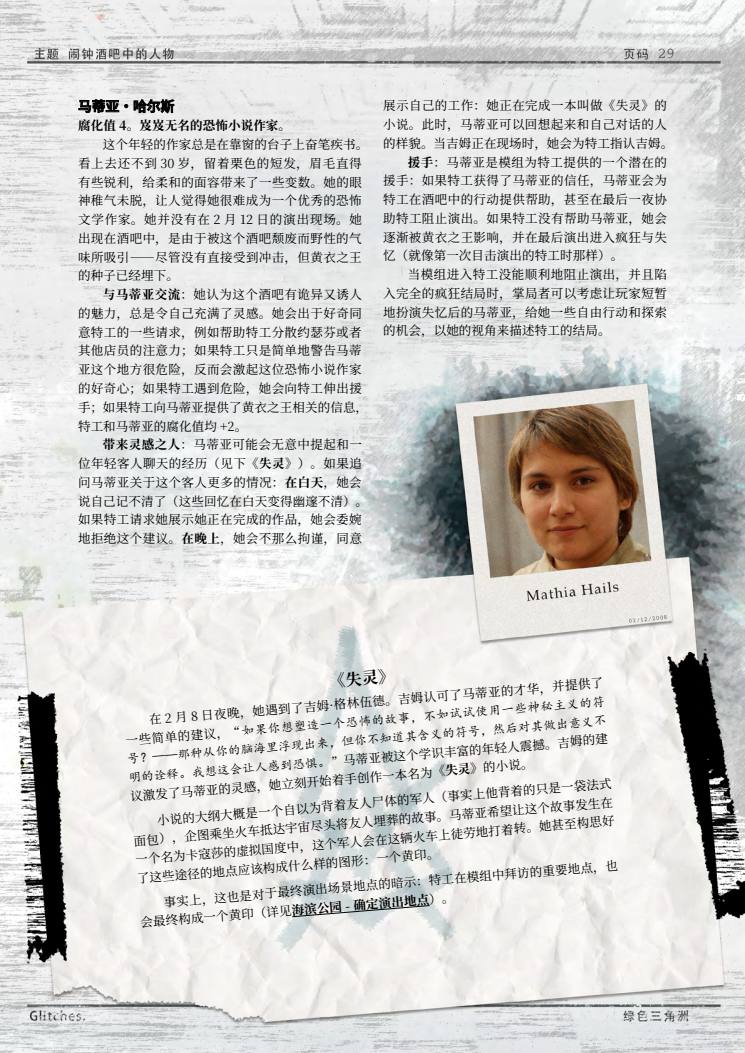 主题 闹钟酒吧中的人物
页码 29
马蒂亚·哈尔斯
腐化值 4。岌岌无名的恐怖小说作家。
这个年轻的作家总是在靠窗的台子上奋笔疾书。
看上去还不到 30 岁，留着栗色的短发，眉毛直得
有些锐利，给柔和的面容带来了一些变数。她的眼
神稚气未脱，让人觉得她很难成为一个优秀的恐怖
文学作家。她并没有在 2 月 12 日的演出现场。她
出现在酒吧中，是由于被这个酒吧颓废而野性的气
味所吸引——尽管没有直接受到冲击，但黄衣之王
的种子已经埋下。
与马蒂亚交流：她认为这个酒吧有诡异又诱人
的魅力，总是令自己充满了灵感。她会出于好奇同
意特工的一些请求，例如帮助特工分散约瑟芬或者
其他店员的注意力；如果特工只是简单地警告马蒂
亚这个地方很危险，反而会激起这位恐怖小说作家
的好奇心；如果特工遇到危险，她会向特工伸出援
手；如果特工向马蒂亚提供了黄衣之王相关的信息，
特工和马蒂亚的腐化值均 +2。
带来灵感之人：马蒂亚可能会无意中提起和一
位年轻客人聊天的经历（见下《失灵》）。如果追
问马蒂亚关于这个客人更多的情况：在白天，她会
说自己记不清了（这些回忆在白天变得幽邃不清）。
如果特工请求她展示她正在完成的作品，她会委婉
地拒绝这个建议。在晚上，她会不那么拘谨，同意
展示自己的工作：她正在完成一本叫做《失灵》的
小说。此时，马蒂亚可以回想起来和自己对话的人
的样貌。当吉姆正在现场时，她会为特工指认吉姆。
援手：马蒂亚是模组为特工提供的一个潜在的
援手：如果特工获得了马蒂亚的信任，马蒂亚会为
特工在酒吧中的行动提供帮助，甚至在最后一夜协
助特工阻止演出。如果特工没有帮助马蒂亚，她会
逐渐被黄衣之王影响，并在最后演出进入疯狂与失
忆（就像第一次目击演出的特工时那样）。
当模组进入特工没能顺利地阻止演出，并且陷
入完全的疯狂结局时，掌局者可以考虑让玩家短暂
地扮演失忆后的马蒂亚，给她一些自由行动和探索
的机会，以她的视角来描述特工的结局。
Mathia Hails
02/12/2008
《失灵》
在 2 月 8 日夜晚，她遇到了吉姆·格林伍德。吉姆认可了马蒂亚的才华，并提供了
一些简单的建议，“如果你想塑造一个恐怖的故事，不如试试使用一些神秘主义的符
号？——那种从你的脑海里浮现出来，但你不知道其含义的符号，然后对其做出意义不
明的诠释。我想这会让人感到恐惧。”马蒂亚被这个学识丰富的年轻人震撼。吉姆的建
议激发了马蒂亚的灵感，她立刻开始着手创作一本名为《失灵》的小说。
小说的大纲大概是一个自以为背着友人尸体的军人（事实上他背着的只是一袋法式
面包），企图乘坐火车抵达宇宙尽头将友人埋葬的故事。马蒂亚希望让这个故事发生在
一个名为卡寇莎的虚拟国度中，这个军人会在这辆火车上徒劳地打着转。她甚至构思好
了这些途径的地点应该构成什么样的图形：一个黄印。
事实上，这也是对于最终演出场景地点的暗示：特工在模组中拜访的重要地点，也
会最终构成一个黄印（详见海滨公园 - 确定演出地点）。
Glitches.
绿色三角洲